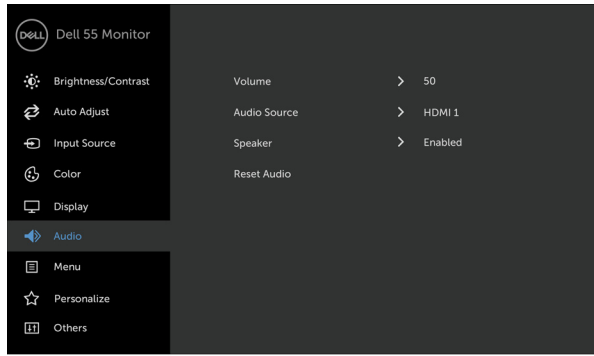 DELL Dell 55 Monitor
Brightness/Contrast Volume 50
Auto Adjust Audio Source HDMI 1
Input Source Speaker Enabled
Color Reset Audio
Display
Audio
Menu
Personalize
Others